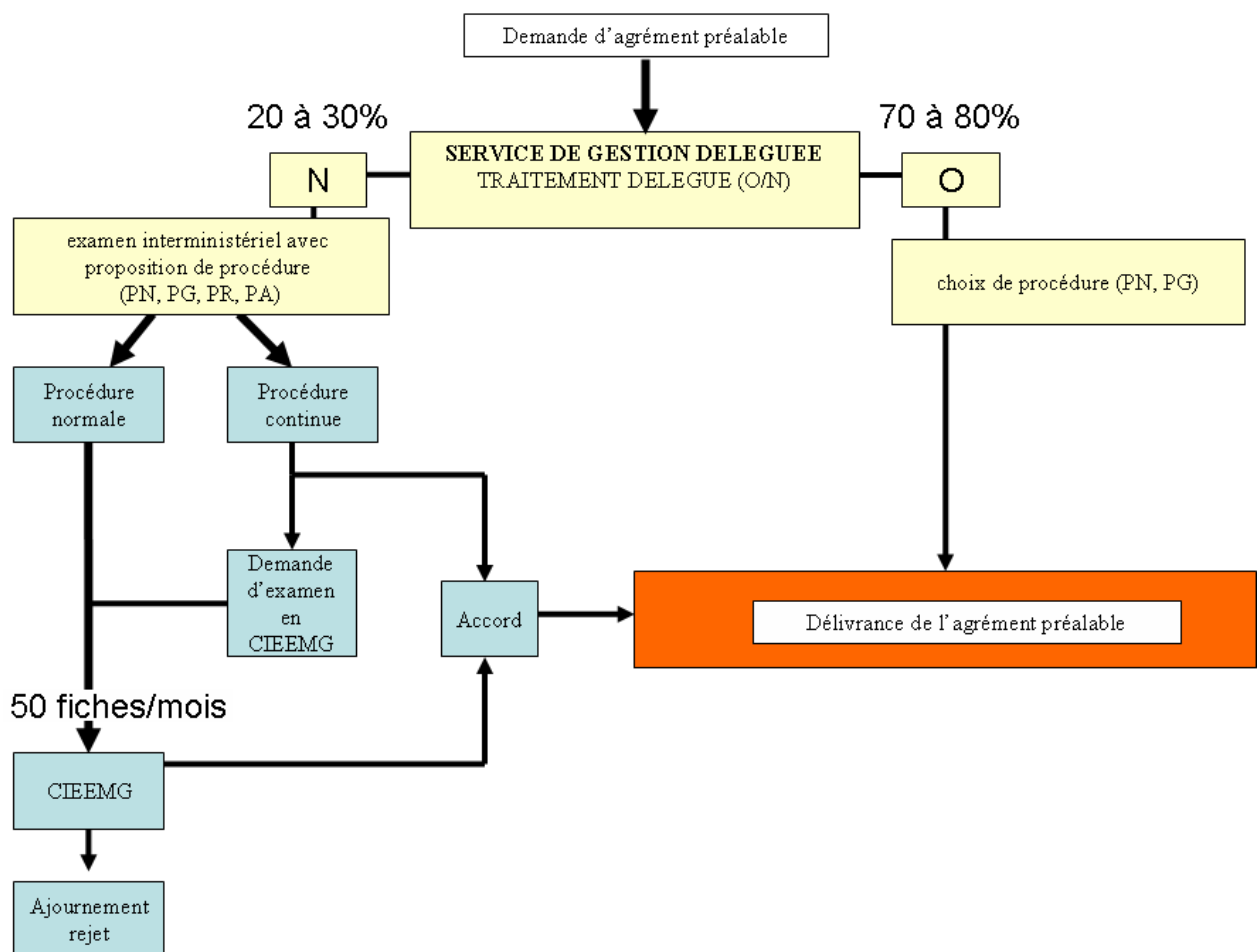 Demande d'agrément préalable
20 à 30%
70 à 80%
SERVICE DE GESTION DELEGUEE
TRAITEMENT DELEGUE (O/N)
N
O
examen interministériel avec
proposition de procédure
(PN, PG, PR, PA)
choix de procédure (PN, PG)
Procédure
normale
Procédure
continue
Demande
d'examen
en
CIEEMG
Accord
Délivrance de l'agrément préalable
50 fiches/mois
CIEEMG
Ajournement
rejet